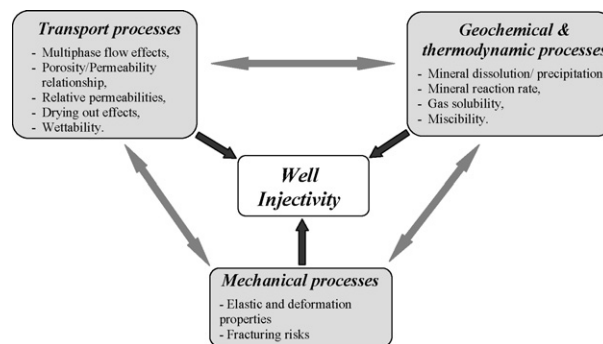 Transport processes
- Multiphase flow effects,
- Porosity/Permeability
relationship,
- Relative permeabilities,
- Drying out effects,
- Wettability.
Geochemical &
thermodynamic processes
- Mineral dissolution/ precipitation
- Mineral reaction rate,
- Gas solubility,
- Miscibility.
Well
Injectivity
Mechanical processes
- Elastic and deformation
properties
- Fracturing risks